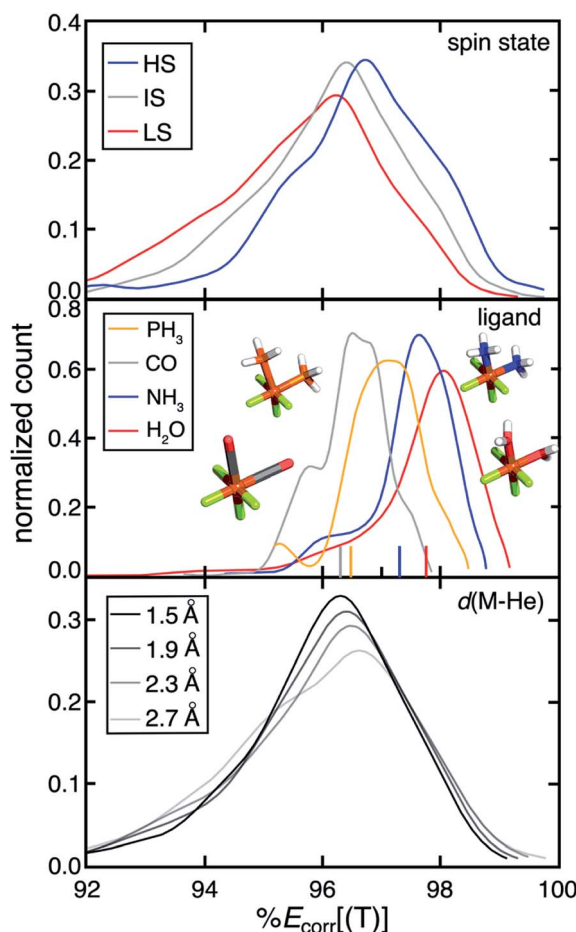 spin state
HS
IS
LS
0.4
0.3
0.2
0.1
0.0
ligand
PH₃
CO
NH₃
H₂O
0.8
0.6
0.4
0.2
0.0
normalized count
d(M-He)
1.5 Å
1.9 Å
2.3 Å
2.7 Å
0.3
0.2
0.1
0.0
92 94 96 98 100
%E_corr[(T)]